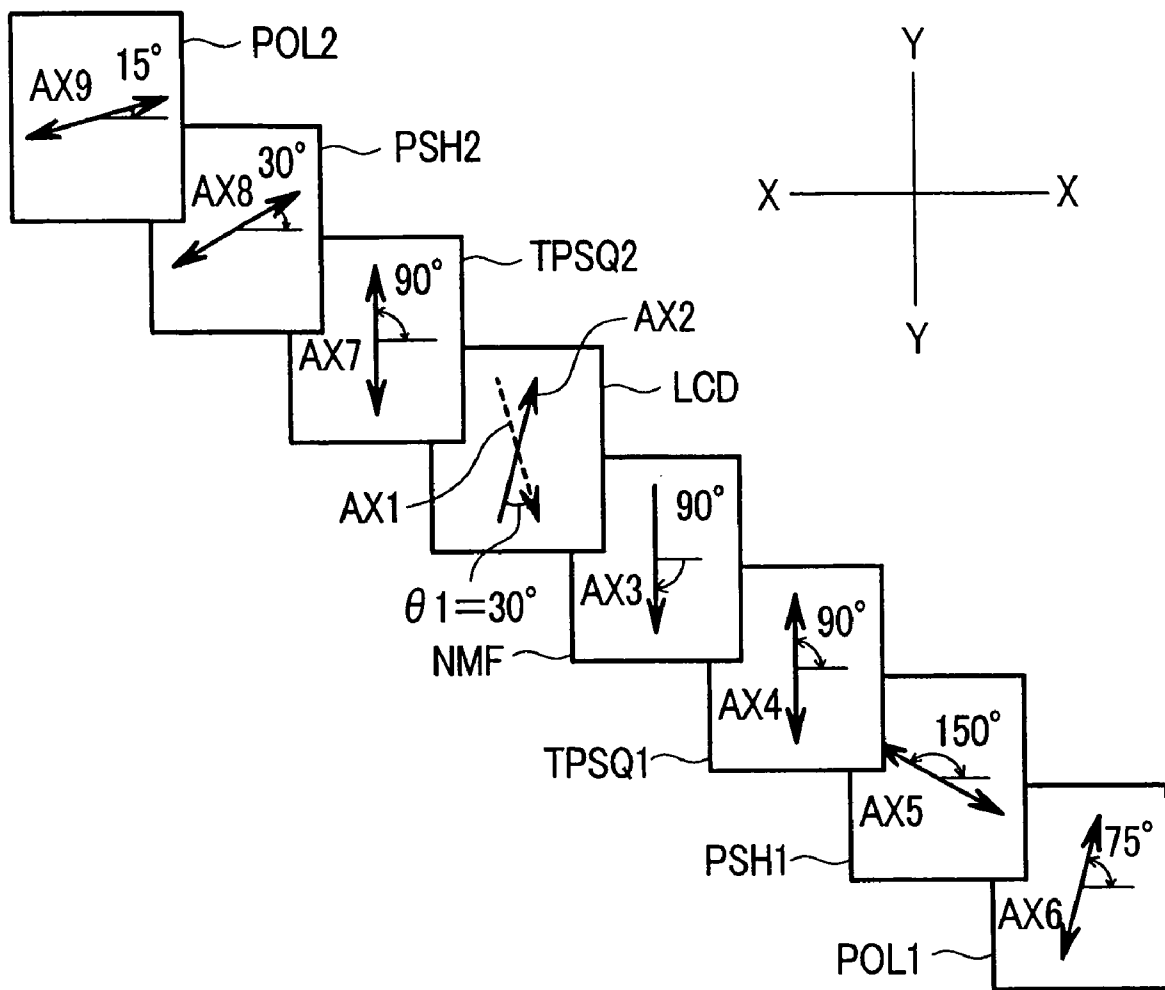 POL2
15°
AX9
PSH2
30°
AX8
Y
X X
Y
TPSQ2
90°
AX7
AX2
LCD
AX1
θ1=30°
90°
AX3
NMF
90°
AX4
TPSQ1
150°
AX5
PSH1
75°
AX6
POL1